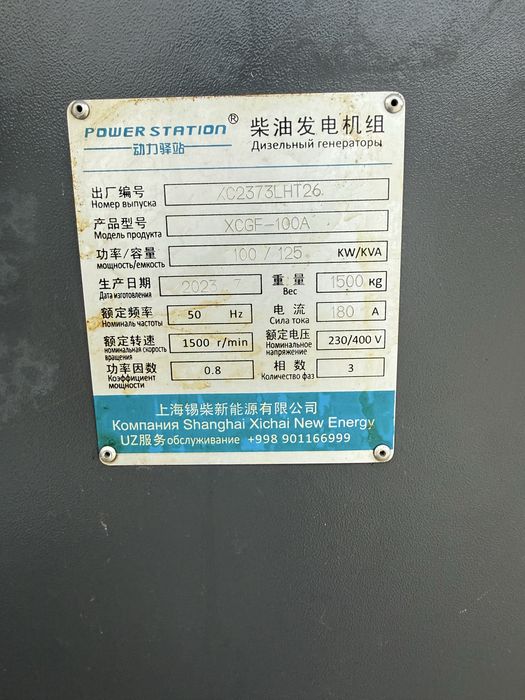 POWER STATION® 柴油发电机组
动力驿站 Дизельный генераторы
出厂编号 C2373LHT26
Номер выпуска
产品型号 XCGF-100A
Модель продукта
功率/容量 100 / 125 KW/KVA
мощность/емкость
生产日期 2023 7 重量 1500 кg
Дата изготовления Вес
额定频率 50 Hz 电流 180 A
Номиналь частоты Сила тока
额定转速 1500 r/min 额定电压 230/400 V
номинальная скорость Номинальное
вращения напряжение
功率因数 0.8 相数 3
Коэффициент Количество фаз
мощности
上海锡柴新能源有限公司
Компания Shanghai Xichai New Energy
UZ服务 обслуживание +998 901166999